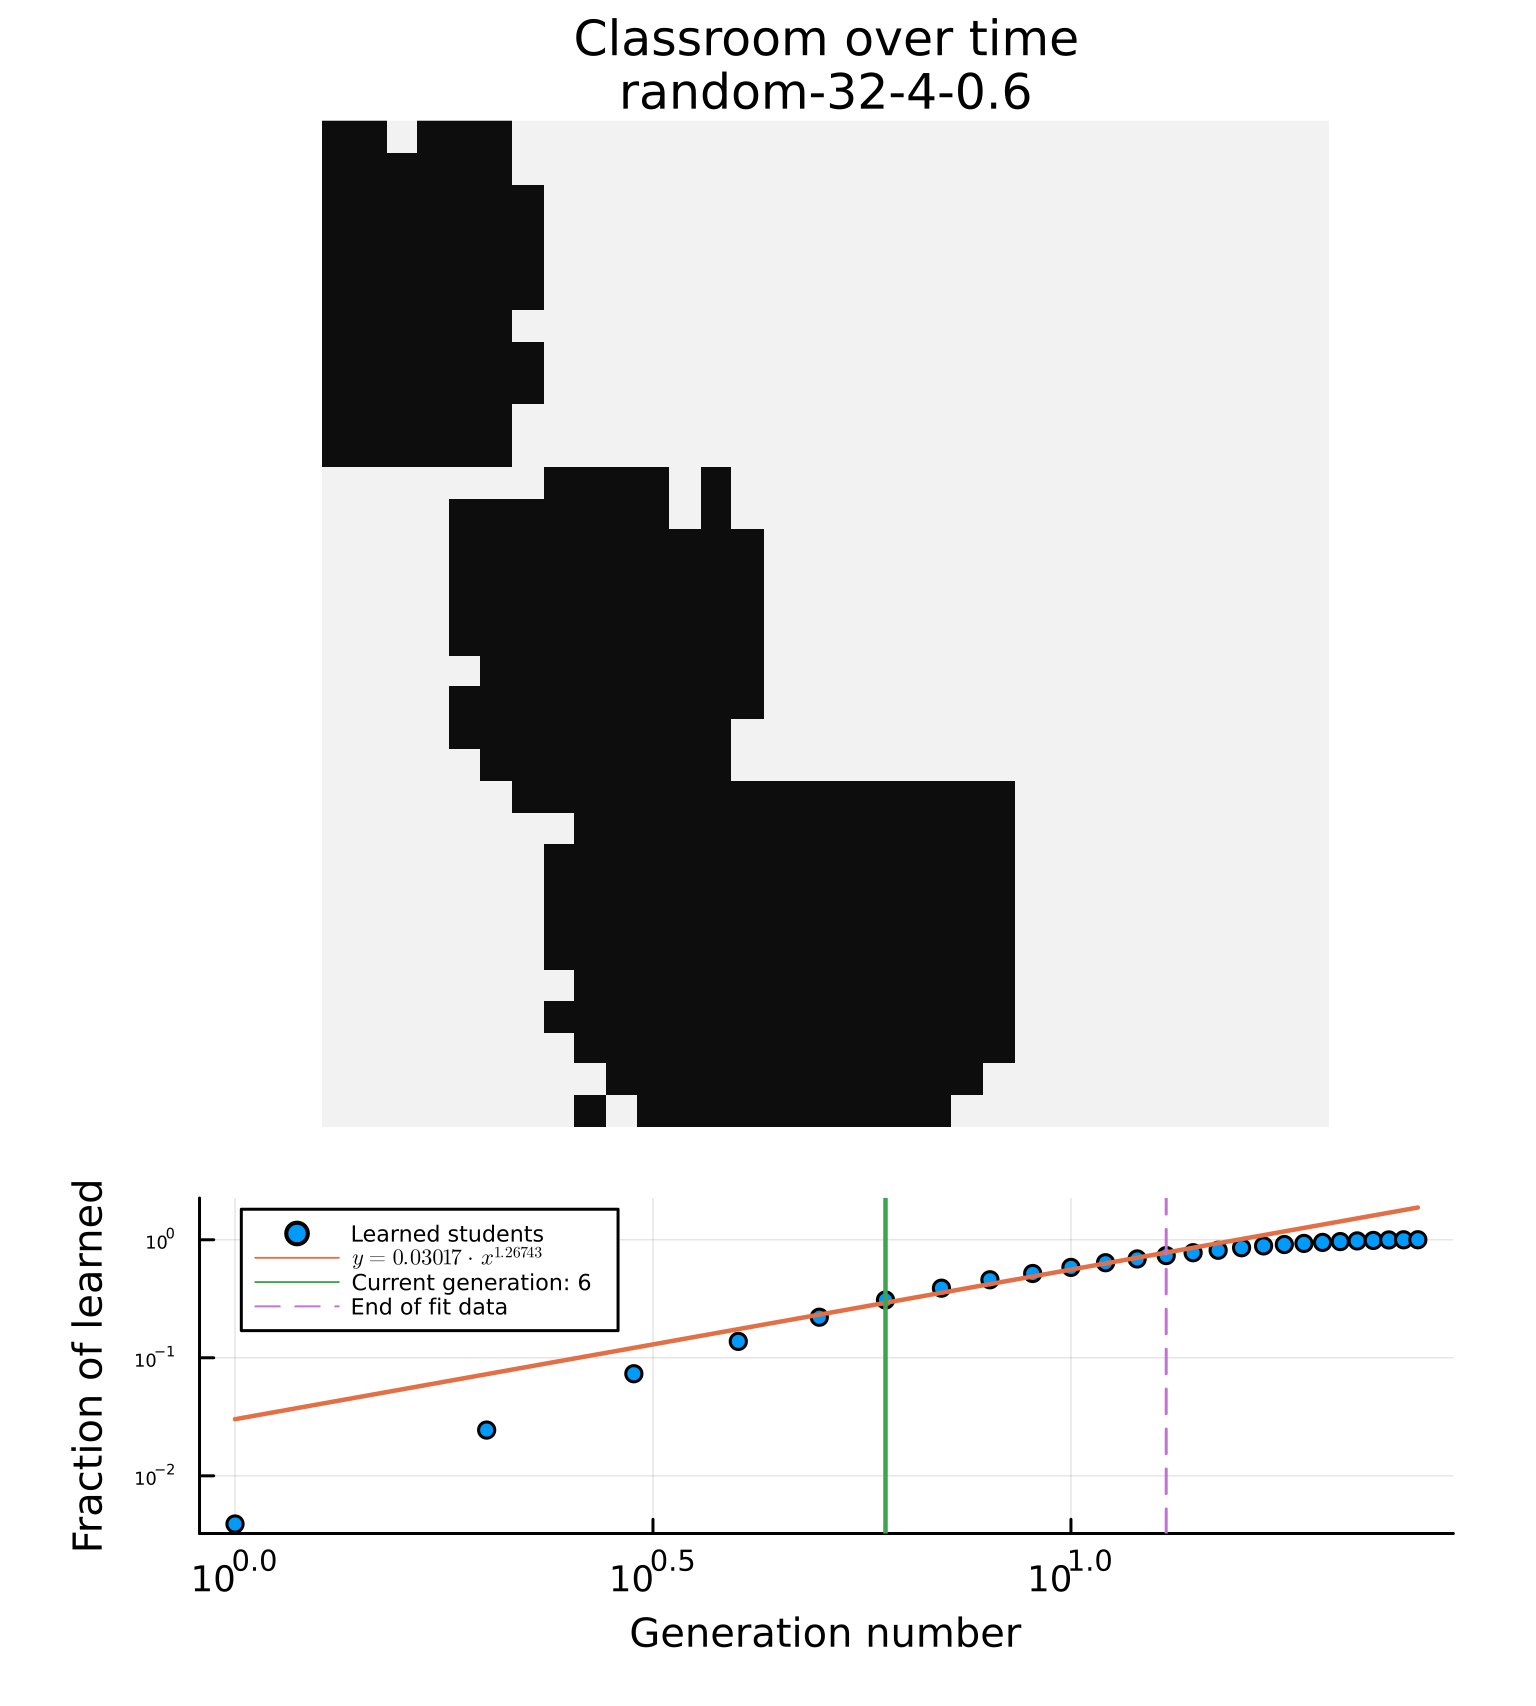 Classroom over time
random-32-4-0.6
Fraction of learned
10^0
10^−1
10^−2
Learned students
y = 0.03017 · x^1.26743
Current generation: 6
End of fit data
10^0.0
10^0.5
10^1.0
Generation number